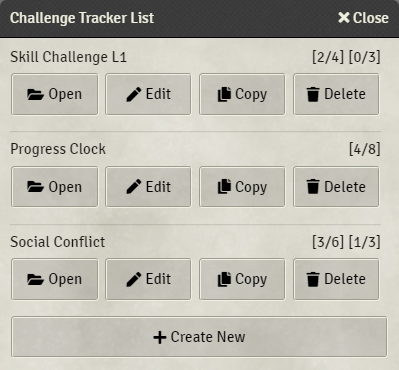 Challenge Tracker List Close
Skill Challenge L1 [2/4] [0/3]
Open Edit Copy Delete
Progress Clock [4/8]
Open Edit Copy Delete
Social Conflict [3/6] [1/3]
Open Edit Copy Delete
Create New